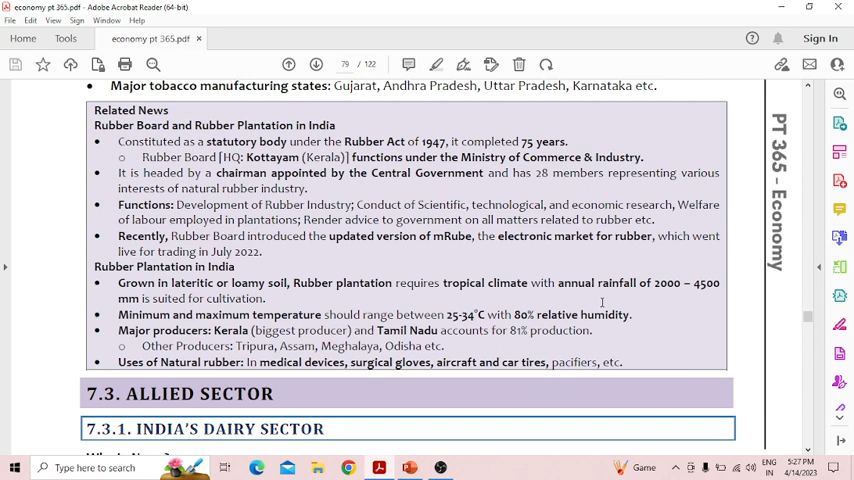 economy pt 365.pdf - Adobe Acrobat Reader (64-bit)
File Edit View Sign Window Help
Home Tools economy pt 365.pdf × Sign In
79 / 122
• Major tobacco manufacturing states: Gujarat, Andhra Pradesh, Uttar Pradesh, Karnataka etc.
Related News
Rubber Board and Rubber Plantation in India
• Constituted as a statutory body under the Rubber Act of 1947, it completed 75 years.
o Rubber Board [HQ: Kottayam (Kerala)] functions under the Ministry of Commerce & Industry.
• It is headed by a chairman appointed by the Central Government and has 28 members representing various
interests of natural rubber industry.
• Functions: Development of Rubber Industry; Conduct of Scientific, technological, and economic research, Welfare
of labour employed in plantations; Render advice to government on all matters related to rubber etc.
• Recently, Rubber Board introduced the updated version of mRube, the electronic market for rubber, which went
live for trading in July 2022.
Rubber Plantation in India
• Grown in lateritic or loamy soil, Rubber plantation requires tropical climate with annual rainfall of 2000 – 4500
mm is suited for cultivation.
• Minimum and maximum temperature should range between 25-34°C with 80% relative humidity.
• Major producers: Kerala (biggest producer) and Tamil Nadu accounts for 81% production.
o Other Producers: Tripura, Assam, Meghalaya, Odisha etc.
• Uses of Natural rubber: In medical devices, surgical gloves, aircraft and car tires, pacifiers, etc.
7.3. ALLIED SECTOR
7.3.1. INDIA'S DAIRY SECTOR
PT 365 - Economy
Type here to search
Game
ENG
IN
5:27 PM
4/14/2023